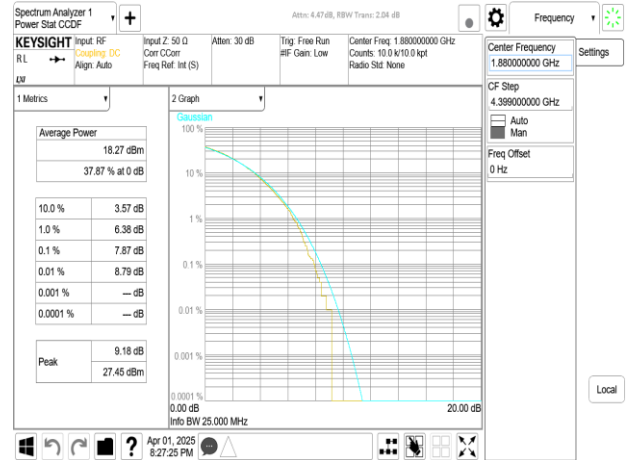 Spectrum Analyzer 1
Power Stat CCDF
Attn: 4.47dB, RBW Trans: 2.04 dB
Frequency
KEYSIGHT
RL
LXI
Input: RF
Coupling: DC
Align: Auto
Input Z: 50 Ω
Corr CCorr
Freq Ref: Int (S)
Atten: 30 dB
Trig: Free Run
#IF Gain: Low
Center Freq: 1.880000000 GHz
Counts: 10.0 k/10.0 kpt
Radio Std: None
Center Frequency
1.880000000 GHz
Settings
CF Step
4.399000000 GHz
Auto
Man
Freq Offset
0 Hz
1 Metrics
Average Power
18.27 dBm
37.87 % at 0 dB
10.0 % 3.57 dB
1.0 % 6.38 dB
0.1 % 7.87 dB
0.01 % 8.79 dB
0.001 % --- dB
0.0001 % --- dB
Peak
9.18 dB
27.45 dBm
2 Graph
Gaussian
100 %
10 %
1 %
0.1 %
0.01 %
0.001 %
0.0001 %
0.00 dB 20.00 dB
Info BW 25.000 MHz
Local
Apr 01, 2025
8:27:25 PM